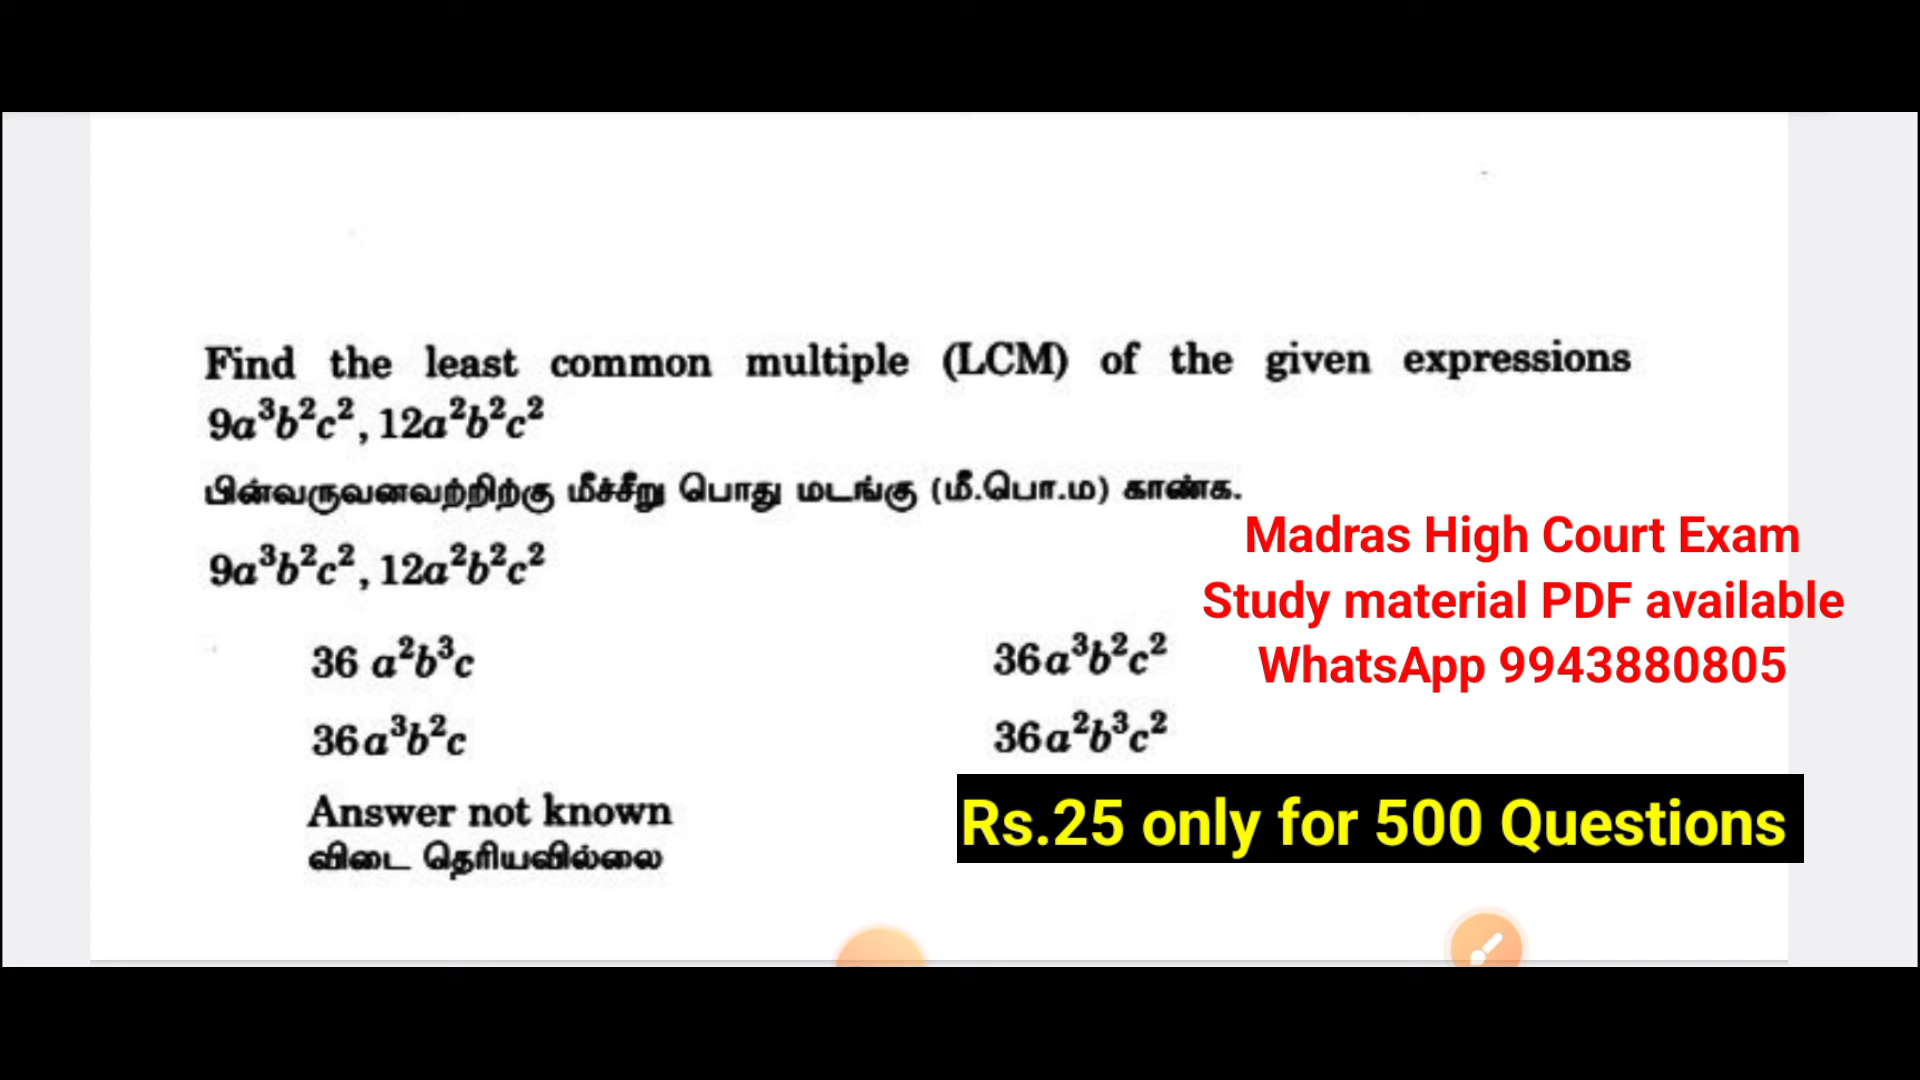 Find the least common multiple (LCM) of the given expressions
9a³b²c², 12a²b²c²
பின்வருவனவற்றிற்கு மீச்சீறு பொது மடங்கு (மீ.பொ.ம) காண்க.
9a³b²c², 12a²b²c²
Madras High Court Exam
Study material PDF available
WhatsApp 9943880805
36 a²b³c
36a³b²c²
36a³b²c
36a²b³c²
Answer not known
விடை தெரியவில்லை
Rs.25 only for 500 Questions